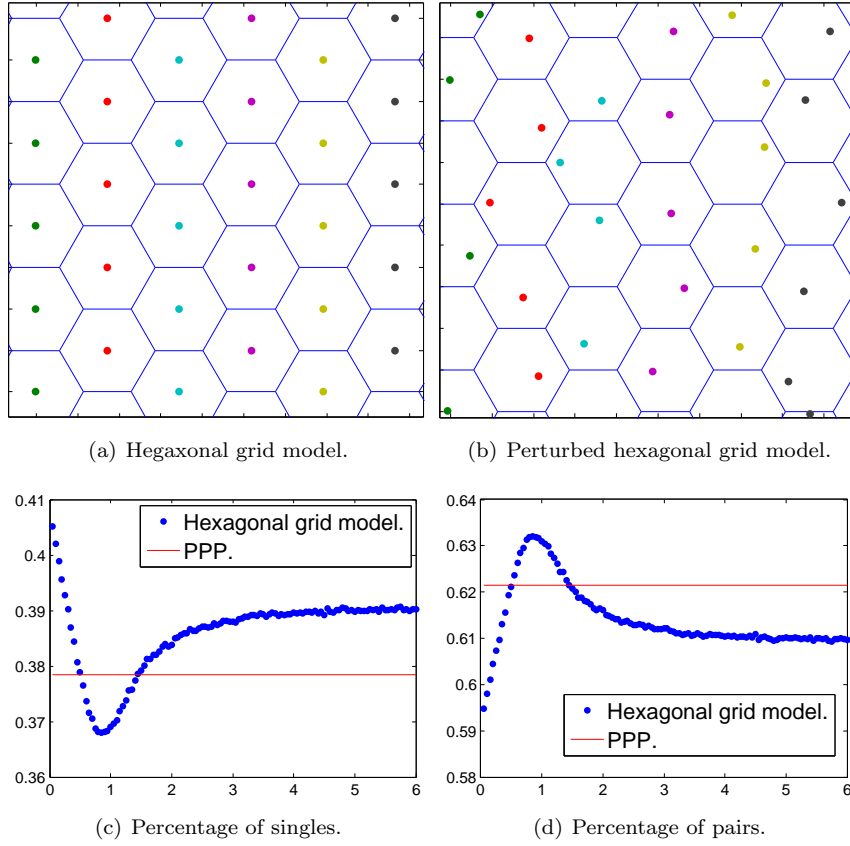 (a) Hegaxonal grid model.
(b) Perturbed hexagonal grid model.
0.41
0.4
0.39
0.38
0.37
0.36
0 1 2 3 4 5 6
Hexagonal grid model.
PPP.
(c) Percentage of singles.
0.64
0.63
0.62
0.61
0.6
0.59
0.58
0 1 2 3 4 5 6
Hexagonal grid model.
PPP.
(d) Percentage of pairs.